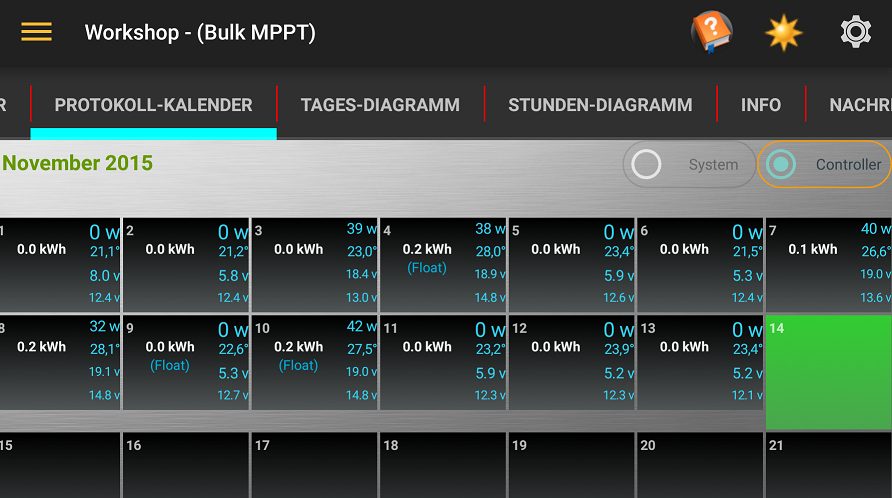 Workshop - (Bulk MPPT)
R PROTOKOLL-KALENDER TAGES-DIAGRAMM STUNDEN-DIAGRAMM INFO NACHRI
November 2015 System Controller
1 0 w 2 0 w 3 39 w 4 38 w 5 0 w 6 0 w 7 40 w
0.0 kWh 21,1° 0.0 kWh 21,2° 0.0 kWh 23,0° 0.2 kWh 28,0° 0.0 kWh 23,4° 0.0 kWh 21,5° 0.1 kWh 26,6°
8.0 v 5.8 v 18.4 v (Float) 18.9 v 5.9 v 5.3 v 19.0 v
12.4 v 12.4 v 13.0 v 14.8 v 12.6 v 12.4 v 13.6 v
8 32 w 9 0 w 10 42 w 11 0 w 12 0 w 13 0 w 14
0.2 kWh 28,1° 0.0 kWh 22,6° 0.2 kWh 27,5° 0.0 kWh 23,2° 0.0 kWh 23,9° 0.0 kWh 23,4°
19.1 v (Float) 5.3 v (Float) 19.0 v 5.9 v 5.2 v 5.2 v
14.8 v 12.7 v 14.8 v 12.3 v 12.3 v 12.1 v
15 16 17 18 19 20 21